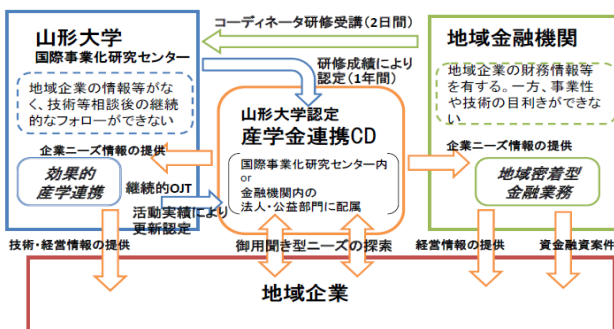 コーディネータ研修受講(2日間)
山形大学
国際事業化研究センター
地域企業の情報等が
なく、技術等相談後の継続
的なフォローができない
研修成績により
認定(1年間)
地域金融機関
地域企業の財務情報等
を有する。一方、事業性
や技術の目利きができな
い
山形大学認定
産学金連携CD
国際事業化研究センター内
or
金融機関内の
法人・公益部門に配属
企業ニーズ情報の提供
効果的
産学連携
継続的OJT
活動実績により
更新認定
企業ニーズ情報の提供
地域密着型
金融業務
技術・経営情報の提供
御用聞き型ニーズの探索
経営情報の提供
資金融資案件
地域企業